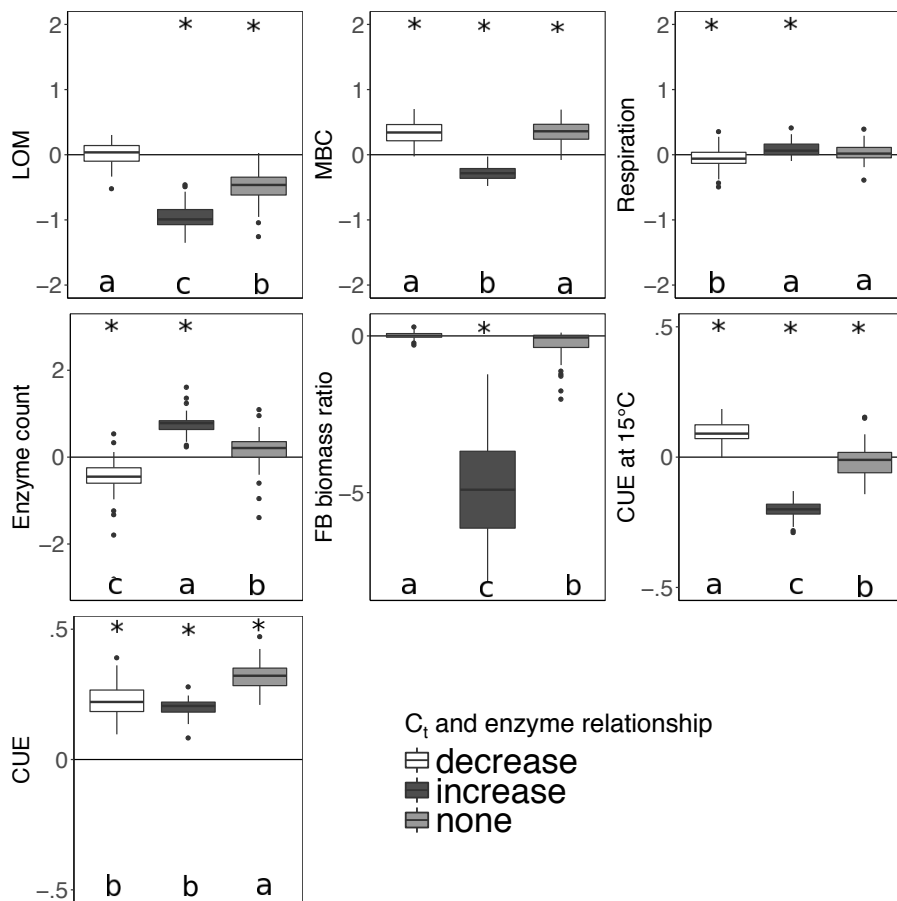 LOM
2
1
0
−1
−2
* *
a c b
MBC
2
1
0
−1
−2
* * *
a b a
Respiration
2
1
0
−1
−2
* *
b a a
Enzyme count
2
0
−2
* *
c a b
FB biomass ratio
0
−5
*
a c b
CUE at 15°C
.5
0
−.5
* * *
a c b
CUE
.5
0
−.5
* * *
b b a
Cₜ and enzyme relationship
decrease
increase
none